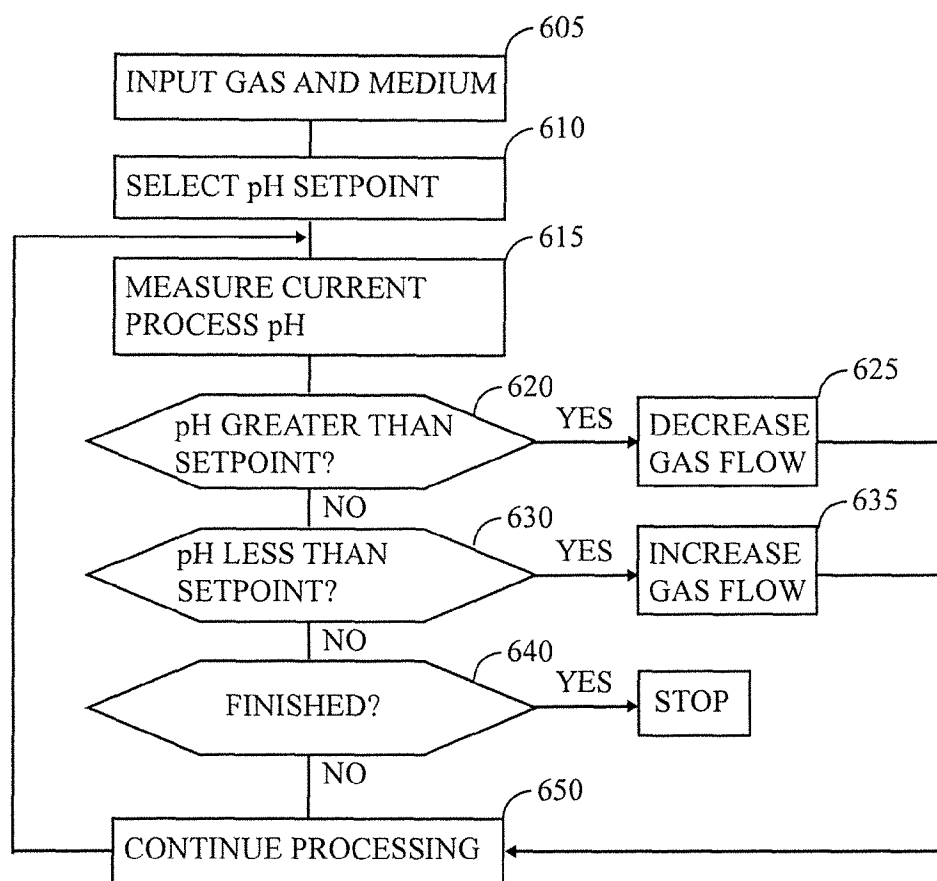 605
INPUT GAS AND MEDIUM
610
SELECT pH SETPOINT
615
MEASURE CURRENT
PROCESS pH
620
pH GREATER THAN
SETPOINT?
YES
625
DECREASE
GAS FLOW
NO
630
pH LESS THAN
SETPOINT?
YES
635
INCREASE
GAS FLOW
NO
640
FINISHED?
YES
STOP
NO
650
CONTINUE PROCESSING